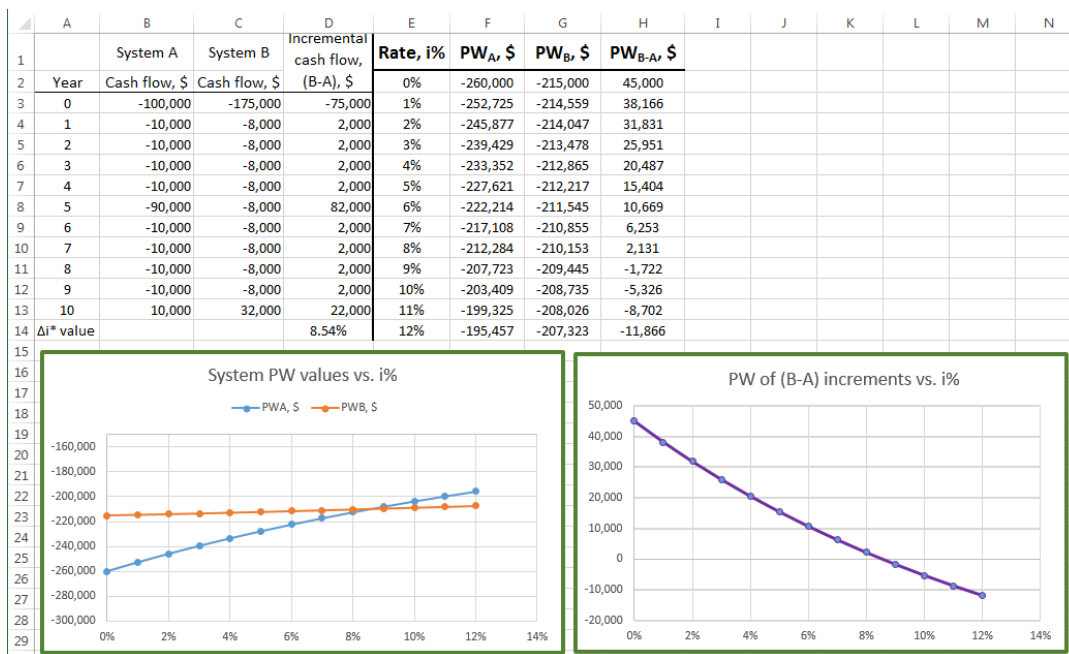 A B C D E F G H I J K L M N
1 System A System B Incremental cash flow, Rate, i% PWA, $ PWB, $ PWB-A, $
2 Year Cash flow, $ Cash flow, $ (B-A), $ 0% -260,000 -215,000 45,000
3 0 -100,000 -175,000 -75,000 1% -252,725 -214,559 38,166
4 1 -10,000 -8,000 2,000 2% -245,877 -214,047 31,831
5 2 -10,000 -8,000 2,000 3% -239,429 -213,478 25,951
6 3 -10,000 -8,000 2,000 4% -233,352 -212,865 20,487
7 4 -10,000 -8,000 2,000 5% -227,621 -212,217 15,404
8 5 -90,000 -8,000 82,000 6% -222,214 -211,545 10,669
9 6 -10,000 -8,000 2,000 7% -217,108 -210,855 6,253
10 7 -10,000 -8,000 2,000 8% -212,284 -210,153 2,131
11 8 -10,000 -8,000 2,000 9% -207,723 -209,445 -1,722
12 9 -10,000 -8,000 2,000 10% -203,409 -208,735 -5,326
13 10 10,000 32,000 22,000 11% -199,325 -208,026 -8,702
14 Δi* value 8.54% 12% -195,457 -207,323 -11,866
15
16
17
18
19
20
21
22
23
24
25
26
27
28
29
System PW values vs. i%
PWA, $ PWB, $
-160,000
-180,000
-200,000
-220,000
-240,000
-260,000
-280,000
-300,000
0% 2% 4% 6% 8% 10% 12% 14%
PW of (B-A) increments vs. i%
50,000
40,000
30,000
20,000
10,000
0
-10,000
-20,000
0% 2% 4% 6% 8% 10% 12% 14%